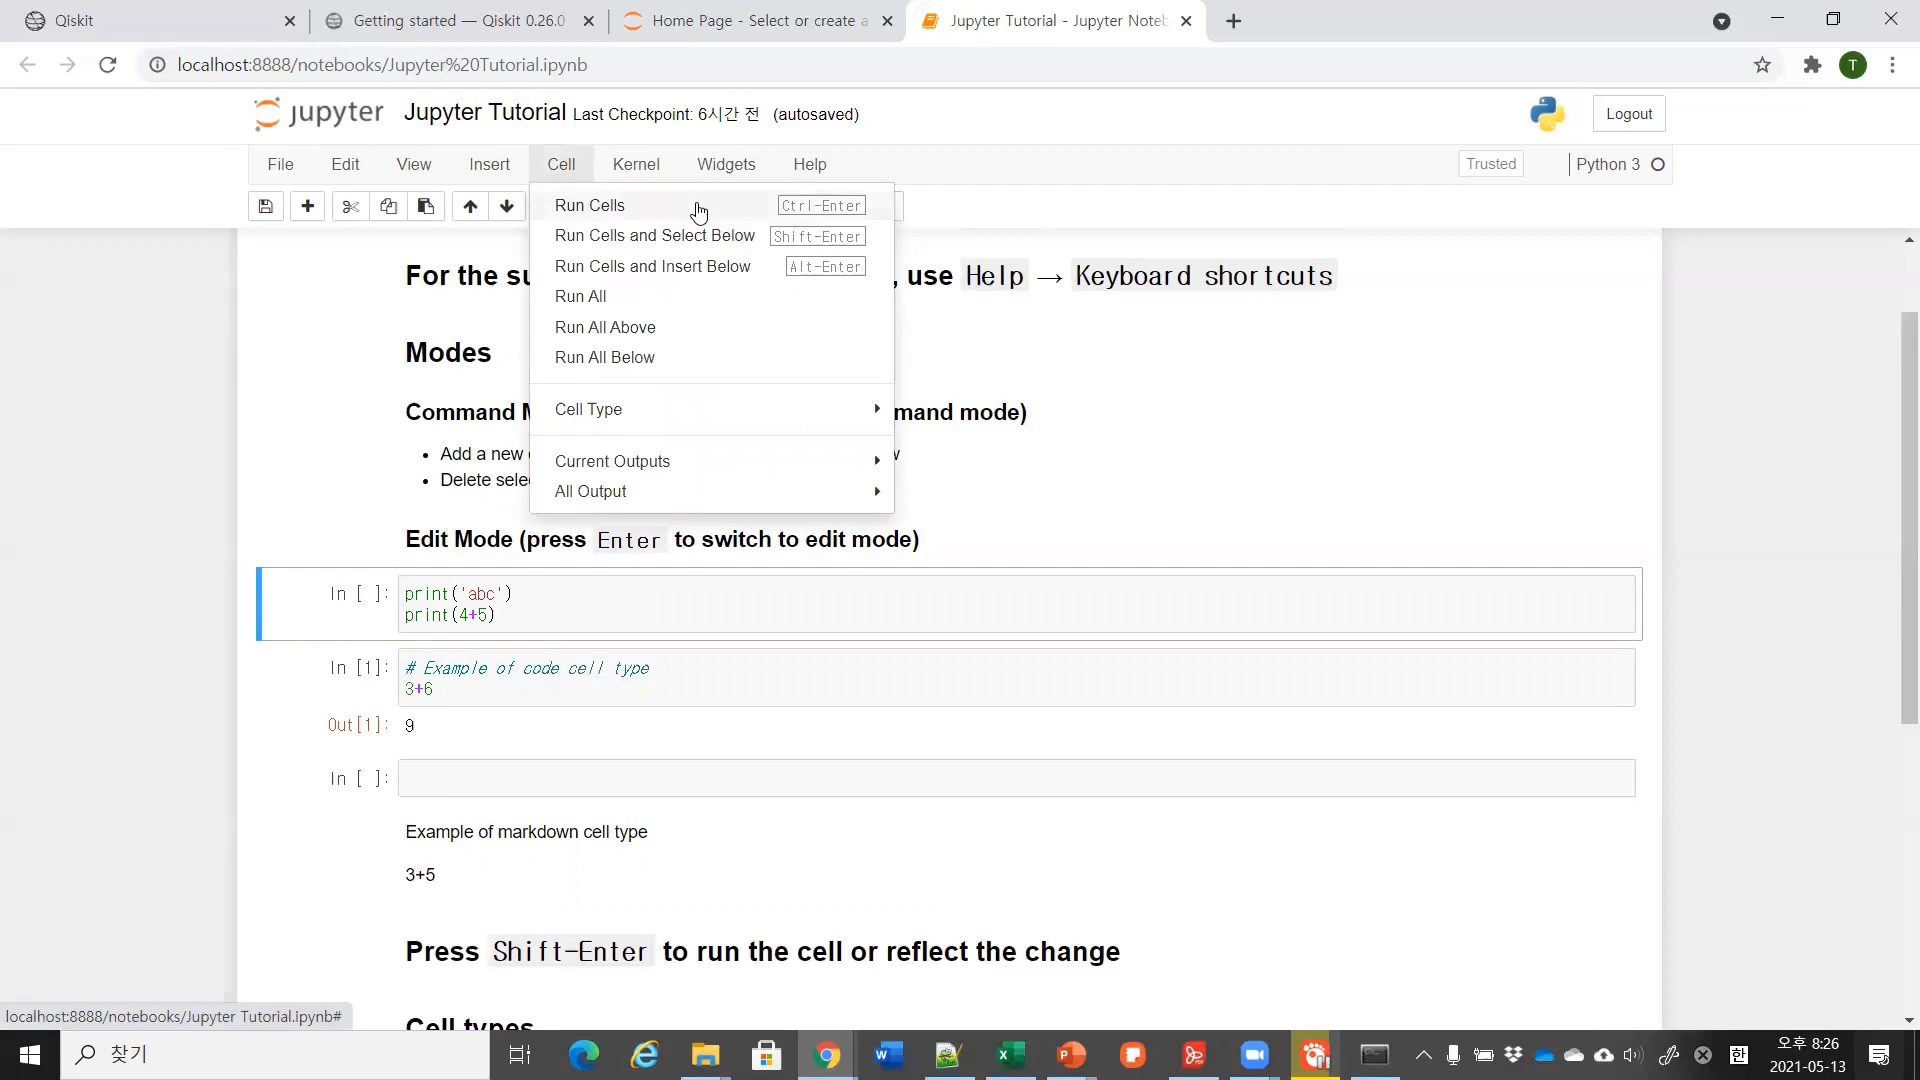 Qiskit
Getting started — Qiskit 0.26.0
Home Page - Select or create a
Jupyter Tutorial - Jupyter Noteb
localhost:8888/notebooks/Jupyter%20Tutorial.ipynb
T
jupyter Jupyter Tutorial Last Checkpoint: 6시간 전 (autosaved)
Logout
File Edit View Insert Cell Kernel Widgets Help
Trusted
Python 3
Run Cells Ctrl-Enter
Run Cells and Select Below Shift-Enter
Run Cells and Insert Below Alt-Enter
Run All
Run All Above
Run All Below
Cell Type
Current Outputs
All Output
For the su , use Help → Keyboard shortcuts
Modes
Command M mand mode)
Add a new
Delete sele
Edit Mode (press Enter to switch to edit mode)
In [ ]: print('abc')
print(4+5)
In [1]: # Example of code cell type
3+6
Out[1]: 9
In [ ]:
Example of markdown cell type
3+5
Press Shift-Enter to run the cell or reflect the change
Cell types
localhost:8888/notebooks/Jupyter Tutorial.ipynb#
찾기
한
오후 8:26
2021-05-13